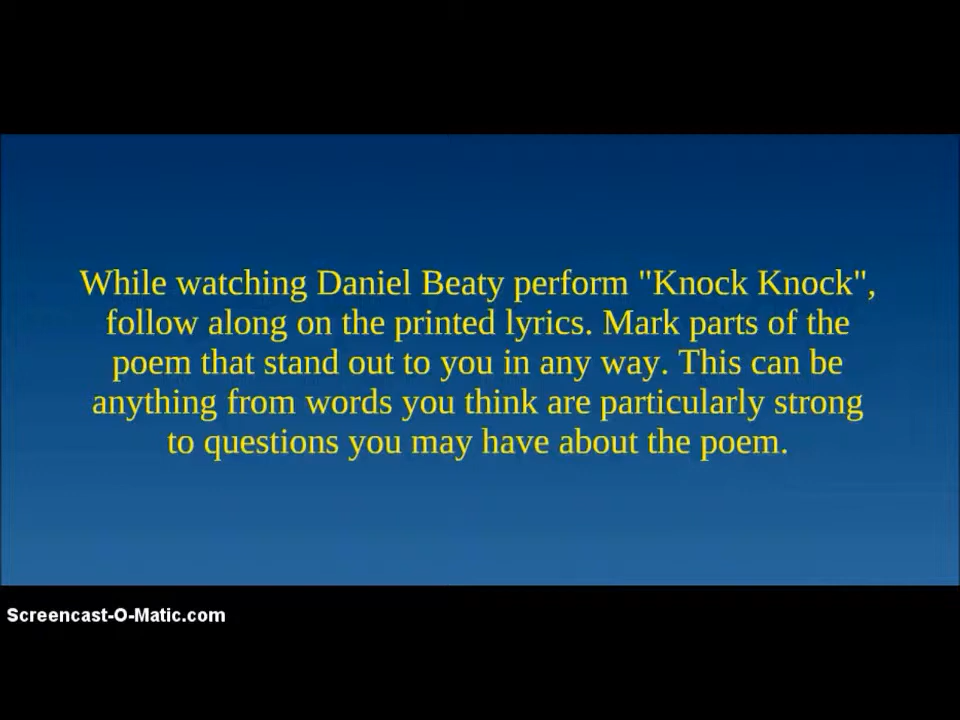 While watching Daniel Beaty perform "Knock Knock",
follow along on the printed lyrics. Mark parts of the
poem that stand out to you in any way. This can be
anything from words you think are particularly strong
to questions you may have about the poem.
Screencast-O-Matic.com